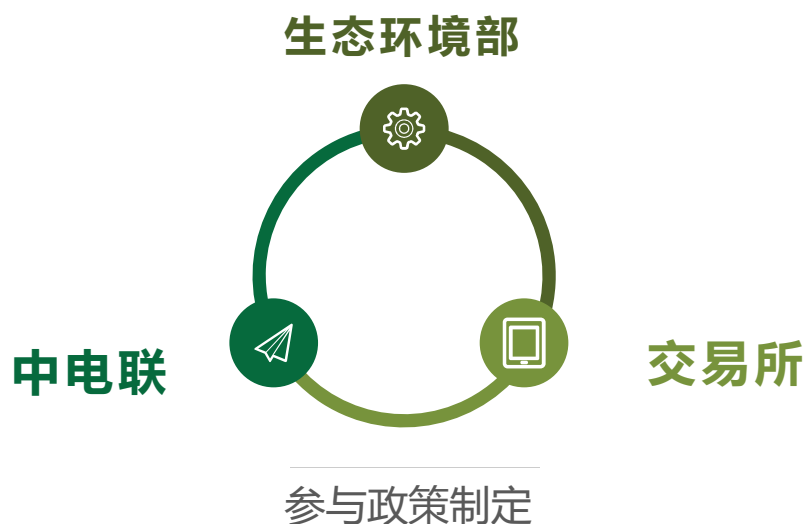 生态环境部
中电联
交易所
参与政策制定